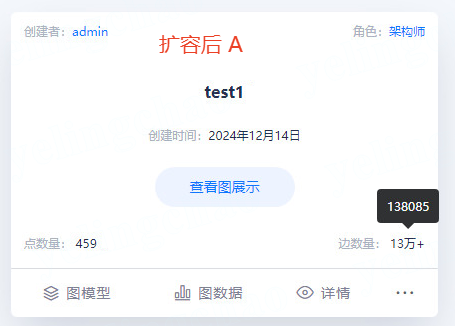 创建者：admin
角色：架构师
扩容后 A
test1
创建时间：2024年12月14日
查看图展示
138085
点数量： 459
边数量： 13万+
图模型
图数据
详情
...